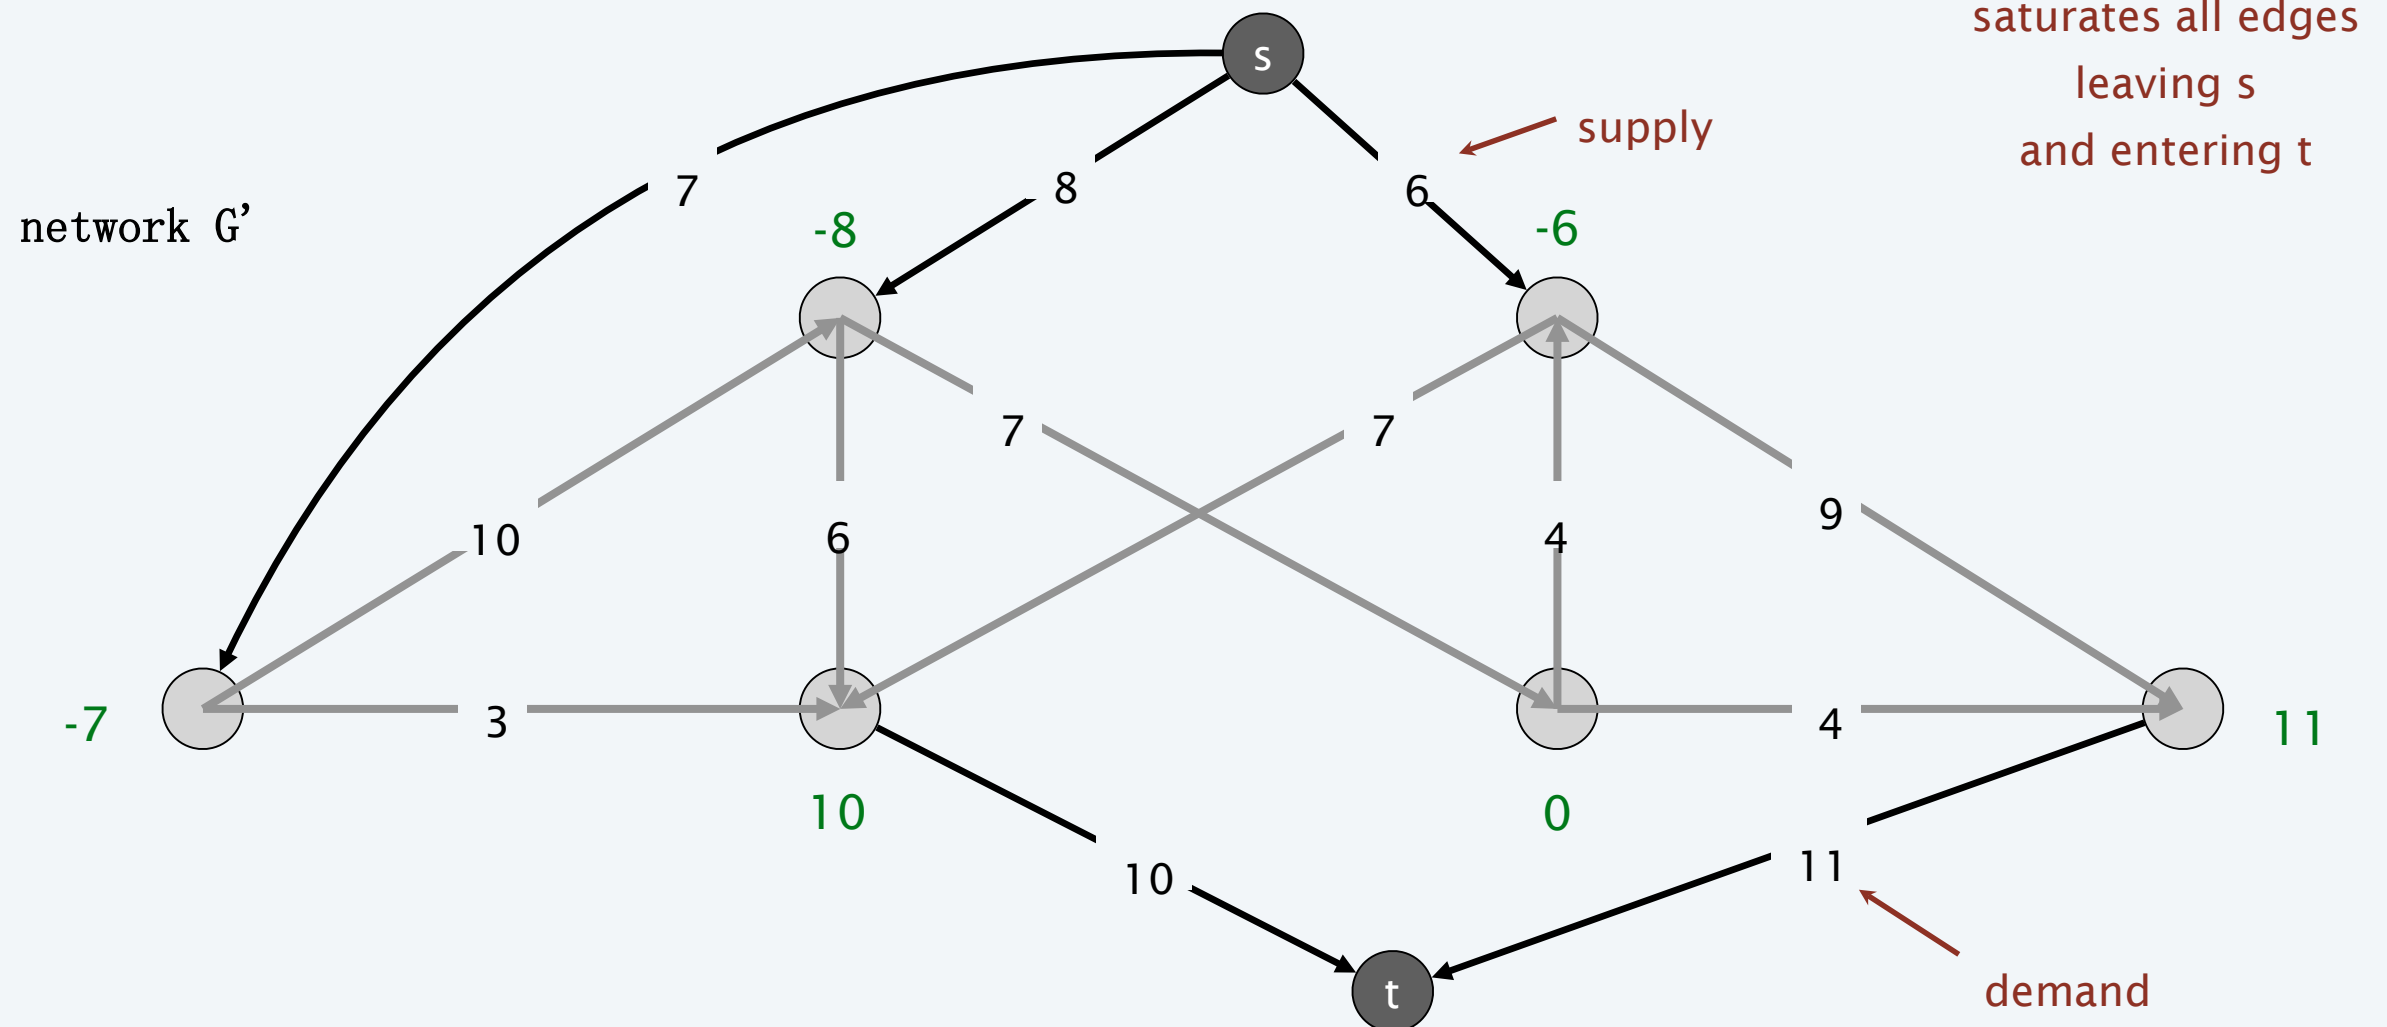 saturates all edges
leaving s
and entering t
s
supply
7
8
6
network G’
-8
-6
7
7
9
10
6
4
-7
3
4
11
10
0
10
11
t
demand